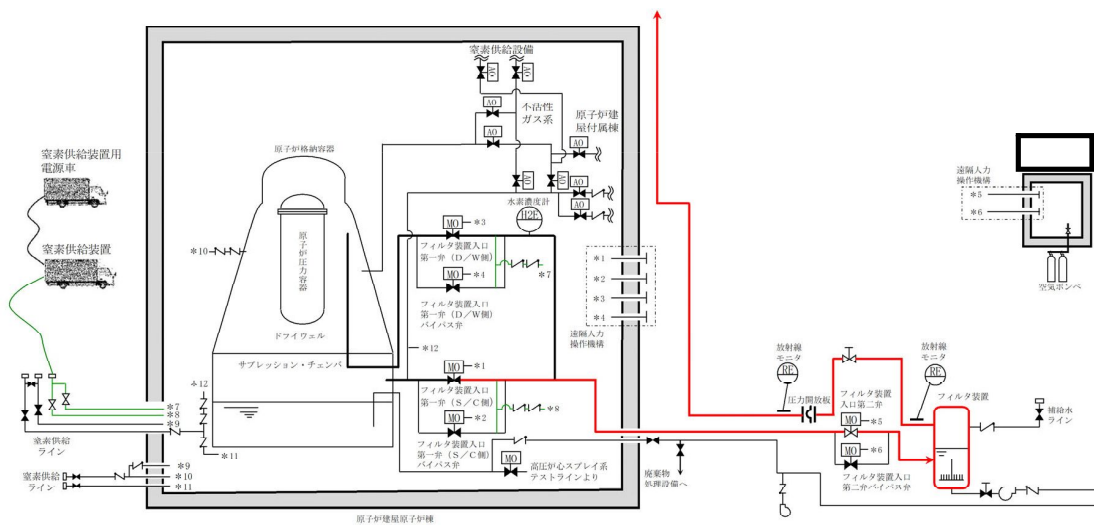 窒素供給設備
AO
AO
AO
不活性
ガス系
AO
原子炉建
屋付属棟
AO
AO
AO
AO
AO
水素濃度計
H2E
原子炉格納容器
原子炉圧力容器
ドライウェル
サプレッション・チェンバ
*10
MO
*3
フィルタ装置入口
第一弁(D/W側)
MO
*4
*7
フィルタ装置入口
第一弁(D/W側)
バイパス弁
*12
MO
*1
フィルタ装置入口
第一弁(S/C側)
MO
*2
*8
フィルタ装置入口
第一弁(S/C側)
バイパス弁
MO
高圧炉心スプレイ系
テストラインより
*1
*2
*3
*4
遠隔人力
操作機構
窒素供給装置用
電源車
窒素供給装置
*12
*7
*8
*9
*11
窒素供給
ライン
*9
*10
*11
窒素供給
ライン
原子炉建屋原子炉棟
廃棄物
処理設備へ
放射線
モニタ
RE
圧力開放板
放射線
モニタ
RE
フィルタ装置
入口第二弁
MO
*5
MO
*6
フィルタ装置入口
第二弁バイパス弁
フィルタ装置
補給水
ライン
遠隔人力
操作機構
*5
*6
空気ボンベ